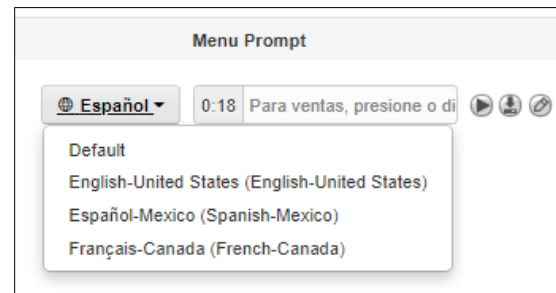 Menu Prompt
Español 0:18 Para ventas, presione o di
Default
English-United States (English-United States)
Español-Mexico (Spanish-Mexico)
Français-Canada (French-Canada)